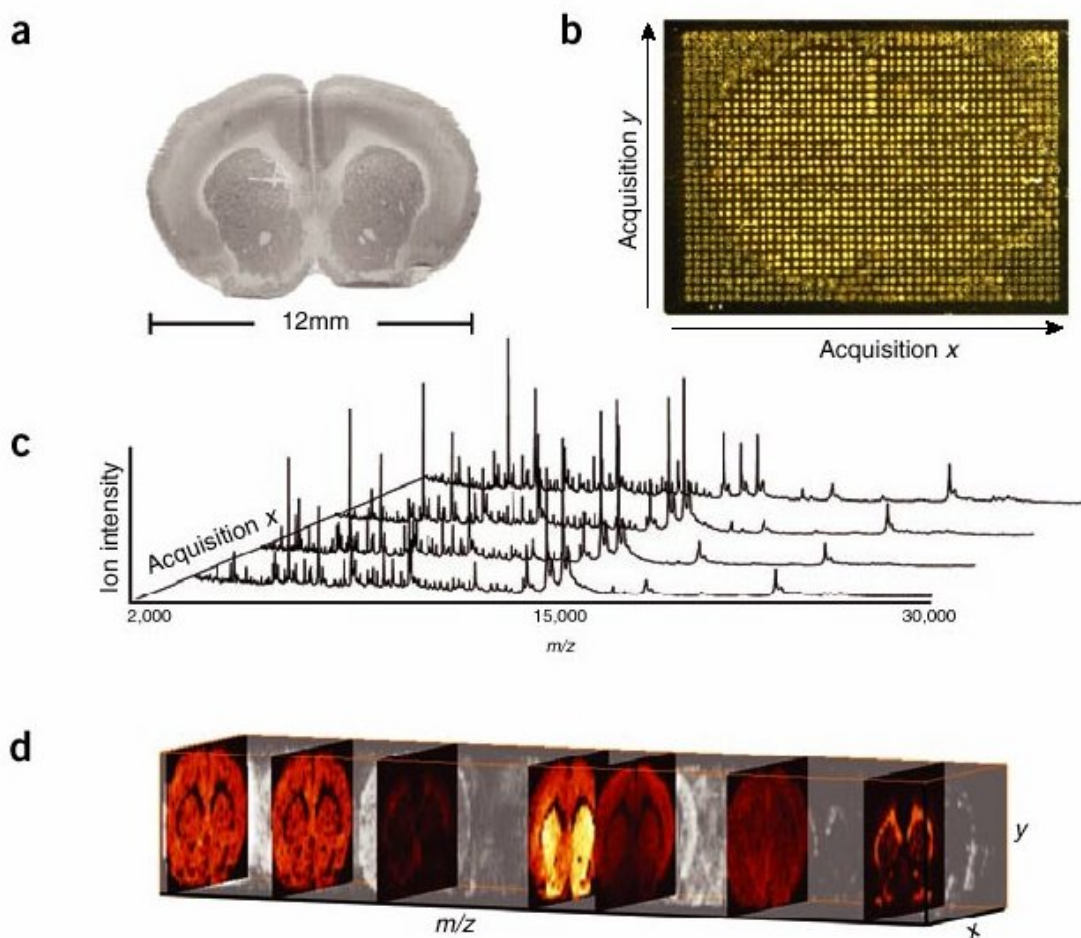 a
b
12mm
Acquisition y
Acquisition x
c
Ion intensity
Acquisition x
2,000
15,000
30,000
m/z
d
m/z
x
y